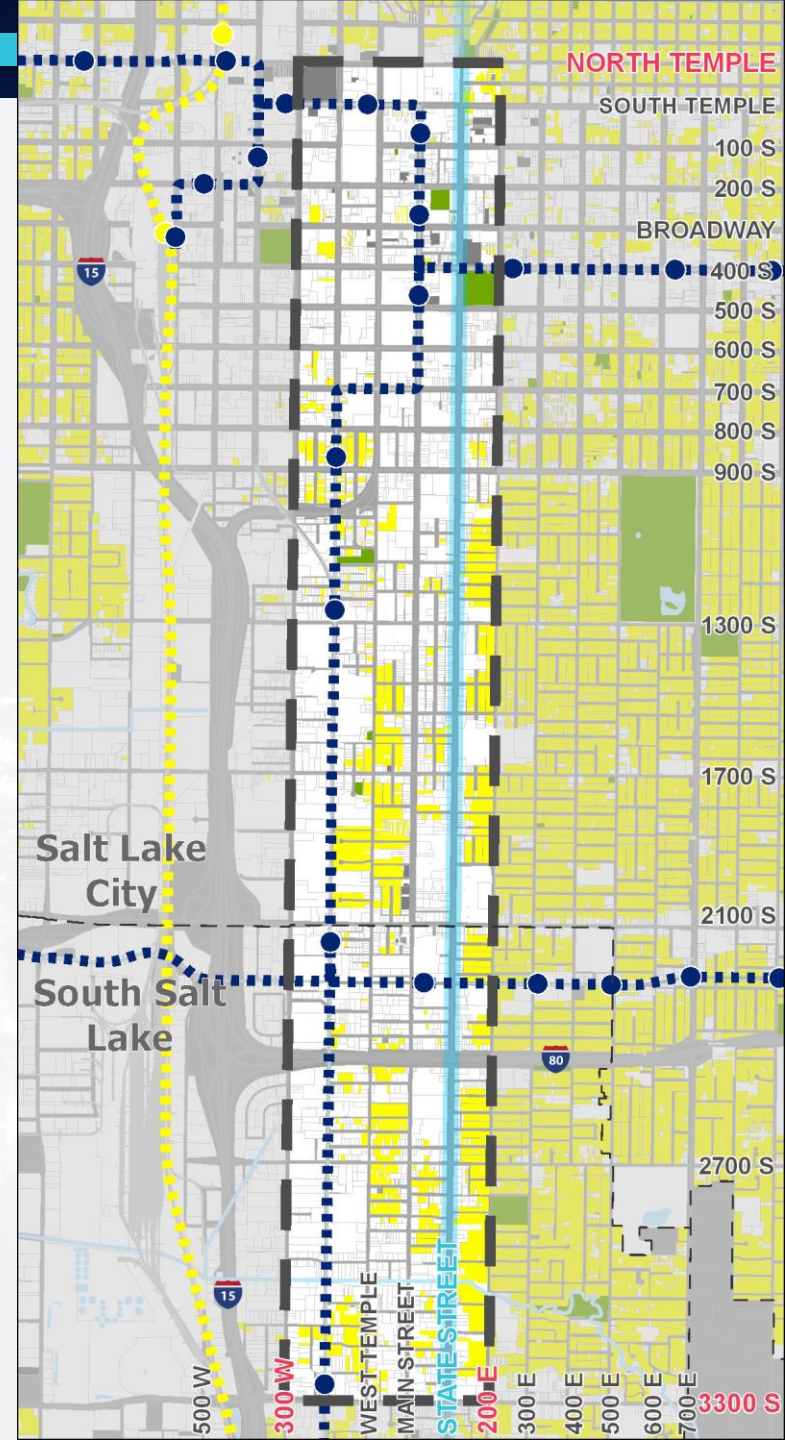 NORTH TEMPLE
SOUTH TEMPLE
100 S
200 S
BROADWAY
15
400 S
500 S
600 S
700 S
800 S
900 S
1300 S
1700 S
Salt Lake
City
2100 S
South Salt
Lake
80
2700 S
15
500 W
300 W
WEST TEMPLE
MAIN STREET
STATE STREET
200 E
300 E
400 E
500 E
600 E
700 E
3300 S